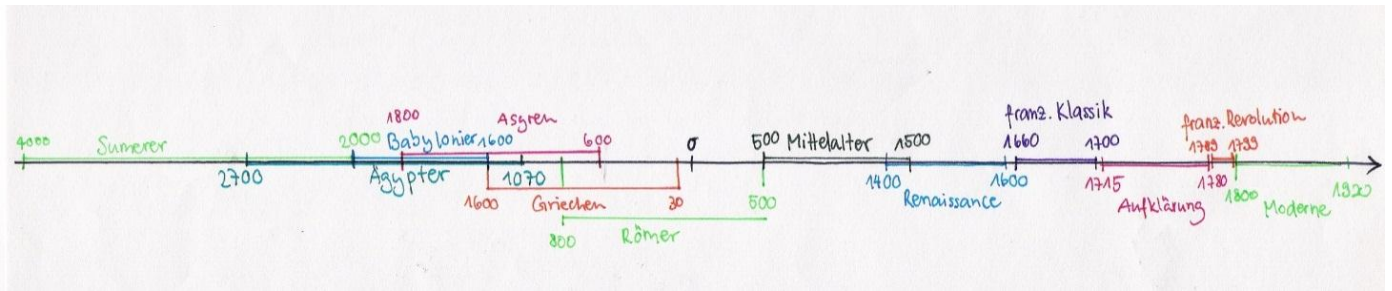 franz. Klassik
franz. Revolution
1800 Asyren
4000 Sumerer 2000 Babylonier 1600 600 0 500 Mittelalter 1500 1660 1700 1789 1799
2700 Ägypter 1070 1400 1600 1715 1780 1800 1920
1600 Griechen 30 500 Renaissance Aufklärung Moderne
800 Römer